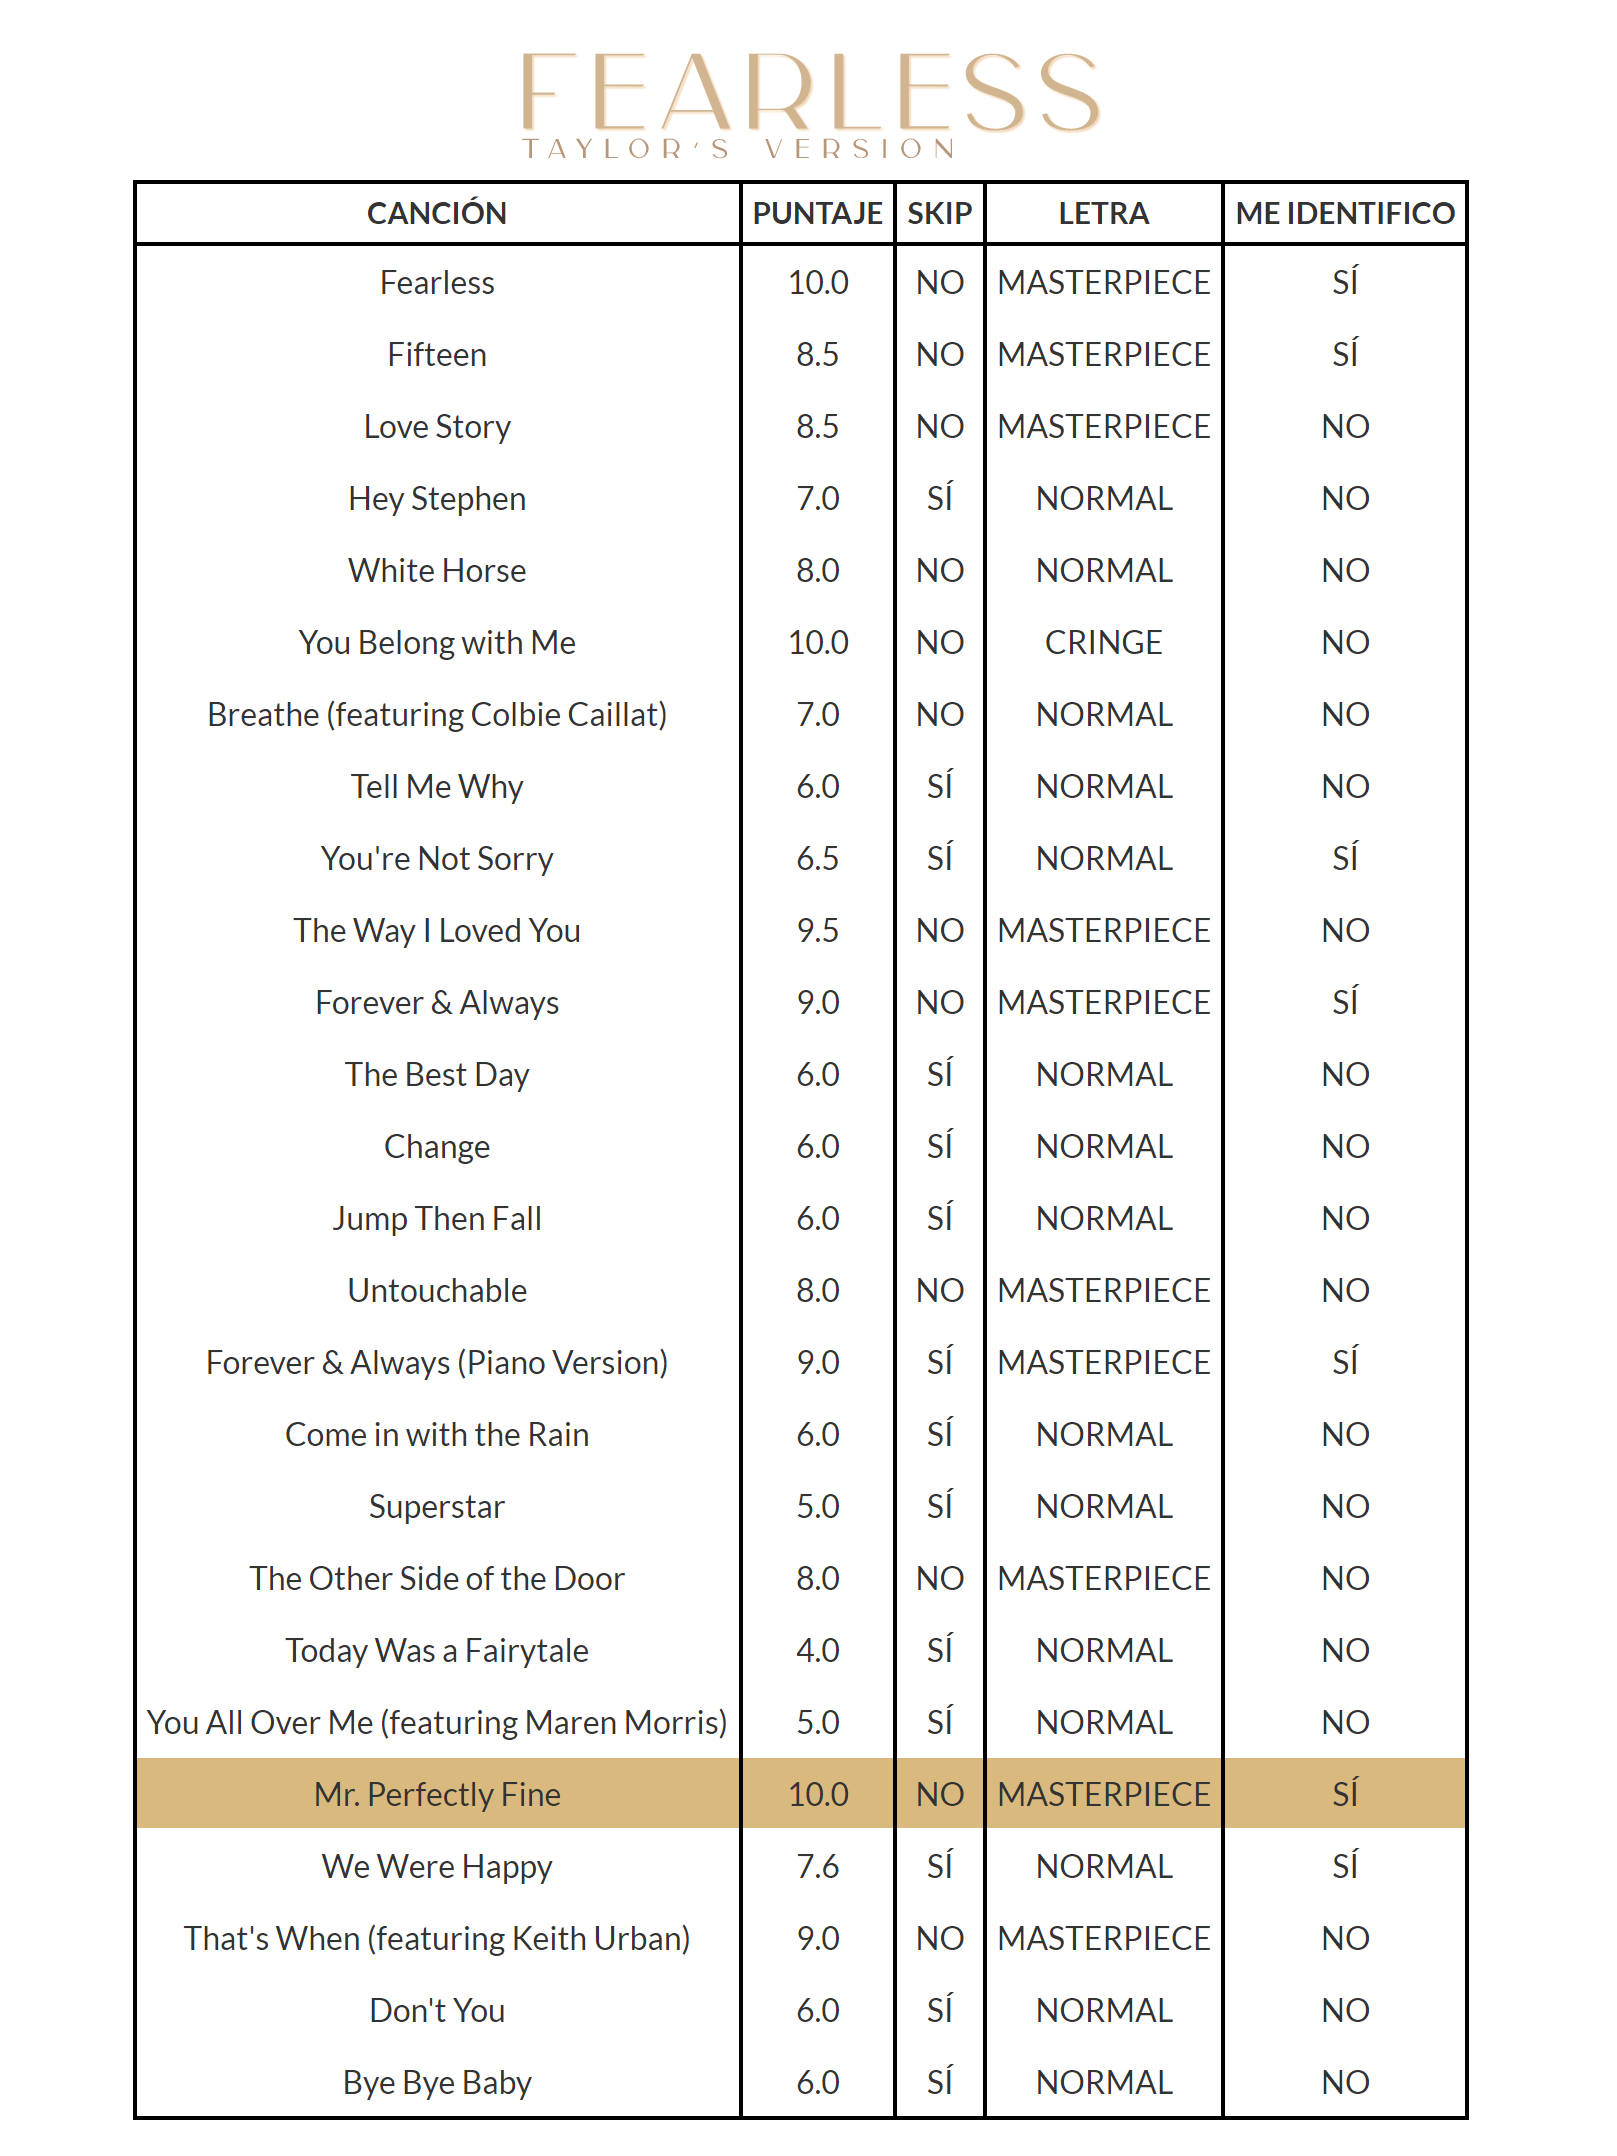 FEARLESS
TAYLOR'S VERSION
CANCIÓN PUNTAJE SKIP LETRA ME IDENTIFICO
Fearless 10.0 NO MASTERPIECE SÍ
Fifteen 8.5 NO MASTERPIECE SÍ
Love Story 8.5 NO MASTERPIECE NO
Hey Stephen 7.0 SÍ NORMAL NO
White Horse 8.0 NO NORMAL NO
You Belong with Me 10.0 NO CRINGE NO
Breathe (featuring Colbie Caillat) 7.0 NO NORMAL NO
Tell Me Why 6.0 SÍ NORMAL NO
You're Not Sorry 6.5 SÍ NORMAL SÍ
The Way I Loved You 9.5 NO MASTERPIECE NO
Forever & Always 9.0 NO MASTERPIECE SÍ
The Best Day 6.0 SÍ NORMAL NO
Change 6.0 SÍ NORMAL NO
Jump Then Fall 6.0 SÍ NORMAL NO
Untouchable 8.0 NO MASTERPIECE NO
Forever & Always (Piano Version) 9.0 SÍ MASTERPIECE SÍ
Come in with the Rain 6.0 SÍ NORMAL NO
Superstar 5.0 SÍ NORMAL NO
The Other Side of the Door 8.0 NO MASTERPIECE NO
Today Was a Fairytale 4.0 SÍ NORMAL NO
You All Over Me (featuring Maren Morris) 5.0 SÍ NORMAL NO
Mr. Perfectly Fine 10.0 NO MASTERPIECE SÍ
We Were Happy 7.6 SÍ NORMAL SÍ
That's When (featuring Keith Urban) 9.0 NO MASTERPIECE NO
Don't You 6.0 SÍ NORMAL NO
Bye Bye Baby 6.0 SÍ NORMAL NO